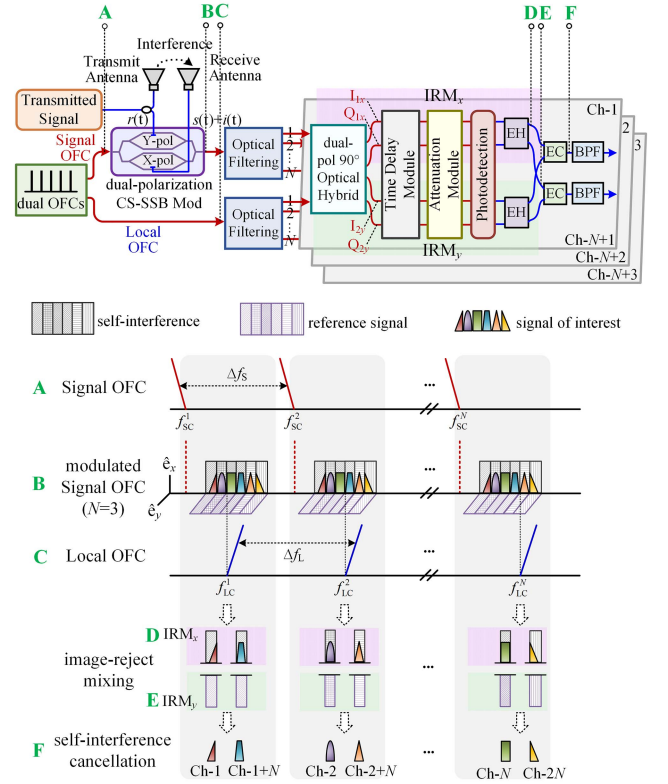 A
B C
D E
F
Interference
Transmit
Antenna
Receive
Antenna
Transmitted
Signal
r(t)
s(t)+i(t)
Signal
OFC
Y-pol
X-pol
dual OFCs
dual-polarization
CS-SSB Mod
Local
OFC
Optical
Filtering
1
2
N
Optical
Filtering
1
2
N
dual-
pol 90°
Optical
Hybrid
I1x
Q1x
I2y
Q2y
IRMx
IRMy
Time Delay
Module
Attenuation
Module
Photodetection
EH
EH
EC
BPF
EC
BPF
Ch-1
2
3
Ch-N+1
Ch-N+2
Ch-N+3
self-interference
reference signal
signal of interest
A
Signal OFC
ΔfS
...
f1SC
f2SC
fNSC
B
modulated
Signal OFC
(N=3)
êx
êy
...
C
Local OFC
ΔfL
...
f1LC
f2LC
fNLC
D IRMx
image-reject
mixing
E IRMy
...
F
self-interference
cancellation
...
Ch-1
Ch-1+N
Ch-2
Ch-2+N
Ch-N
Ch-2N